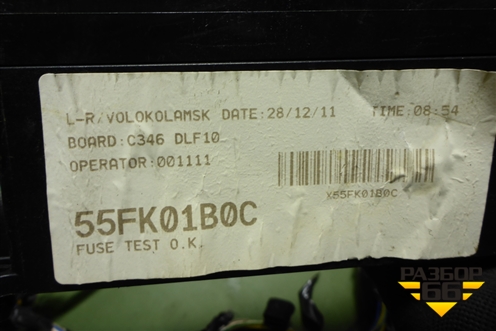 L-R/VOLOKOLAMSK DATE:28/12/11 TIME:08:54
BOARD:C346 DLF10
OPERATOR:001111
X55FK01B0C
55FK01B0C
FUSE TEST O.K.
РАЗБОР
66